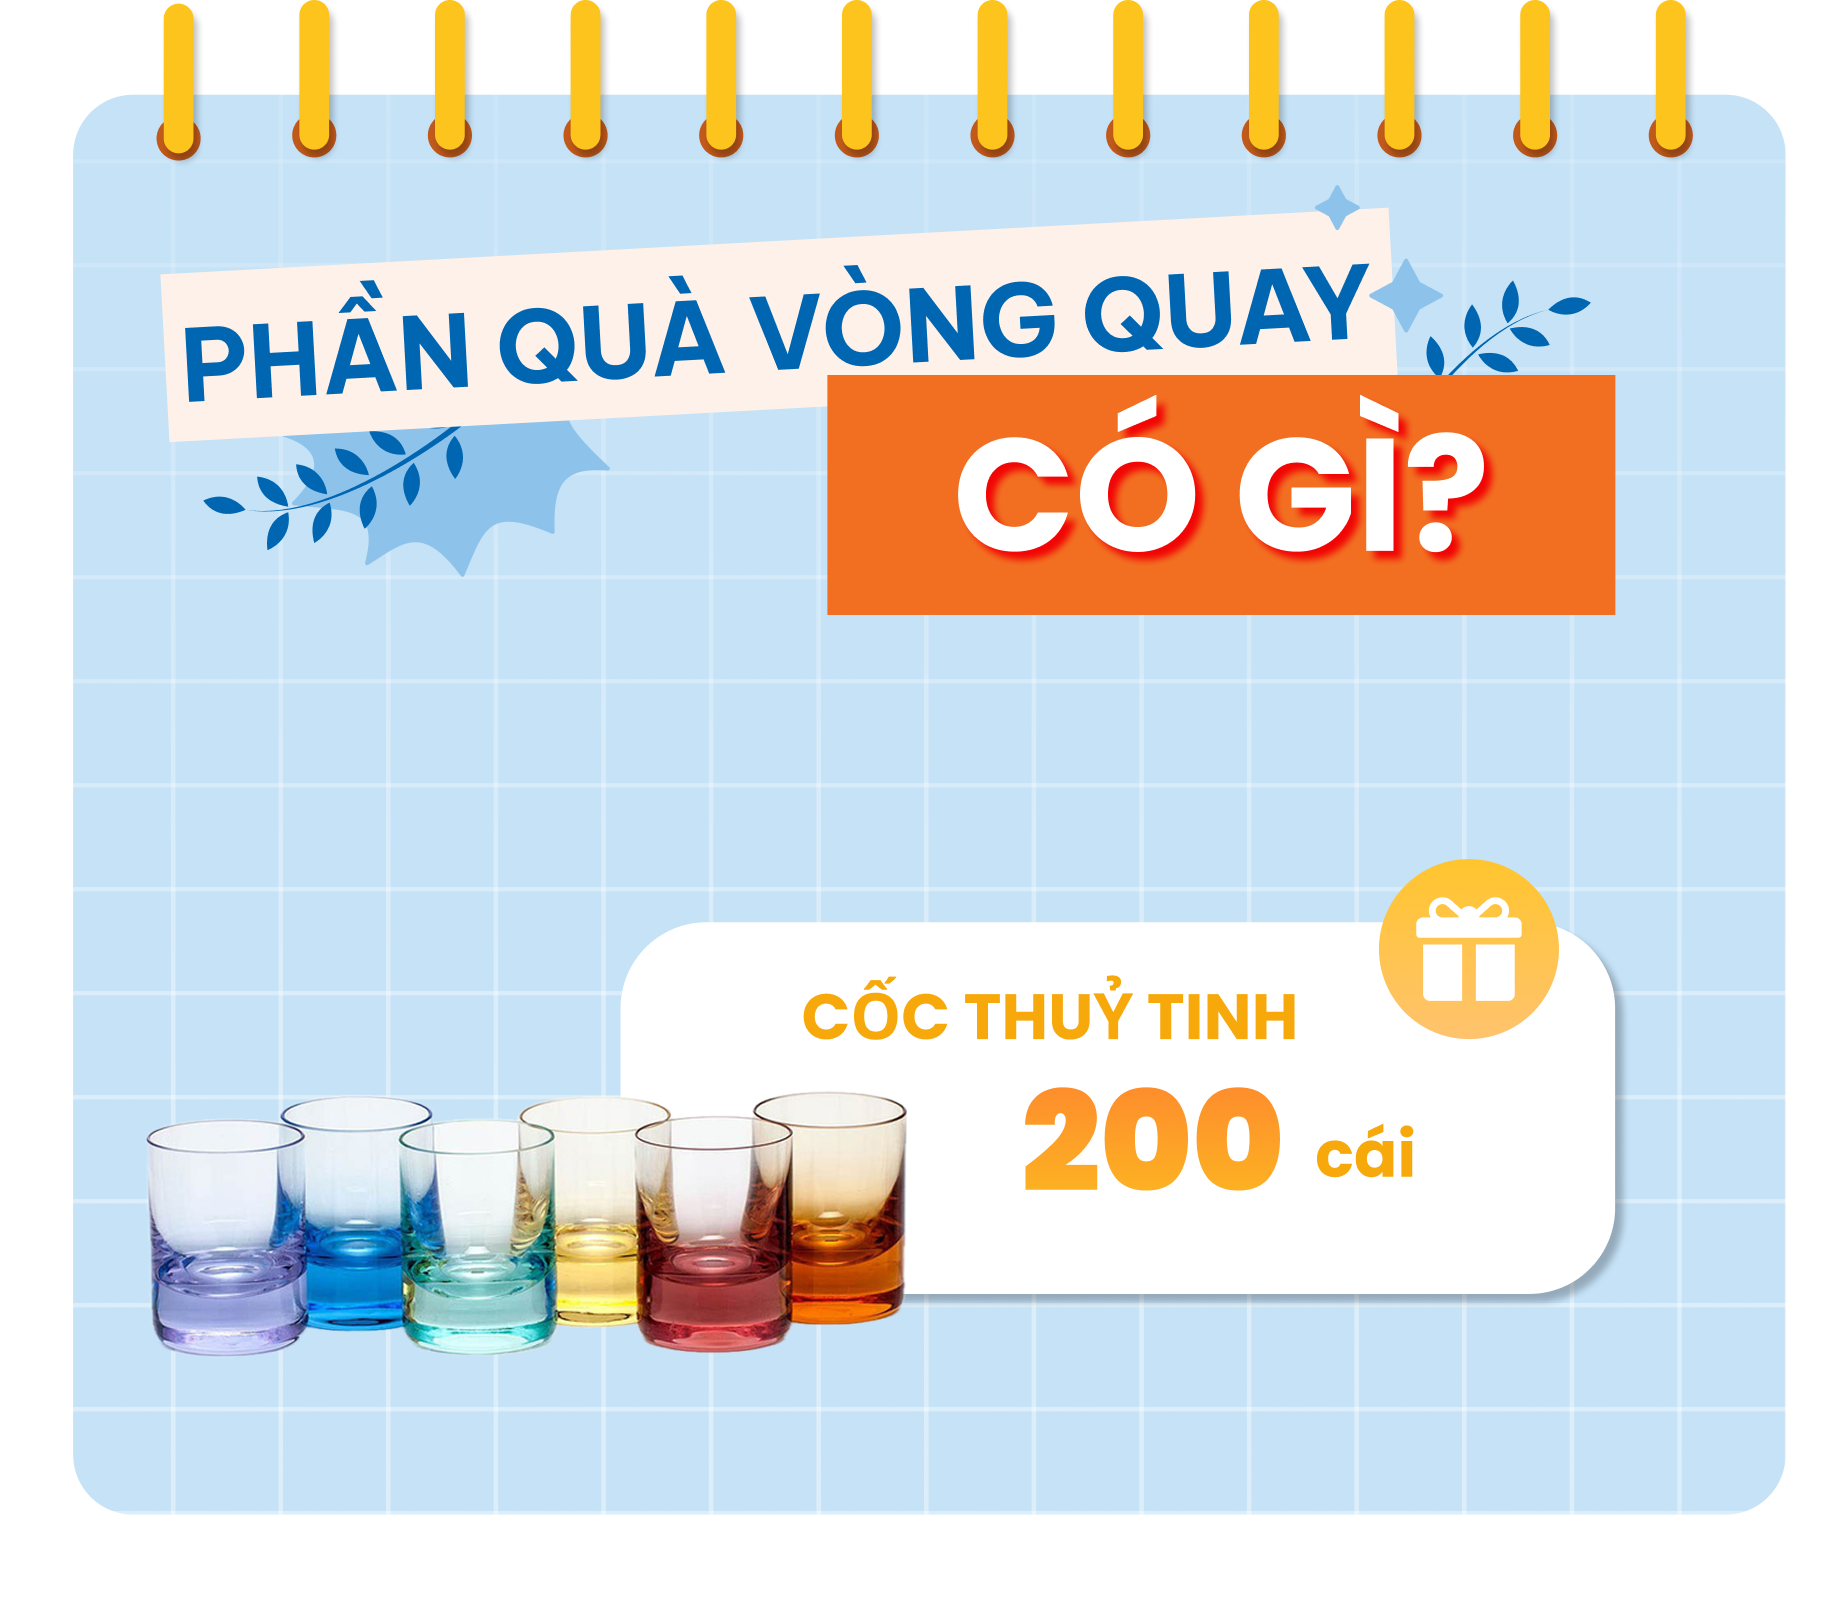 PHẦN QUÀ VÒNG QUAY
CÓ GÌ?
CỐC THUỶ TINH
200 cái